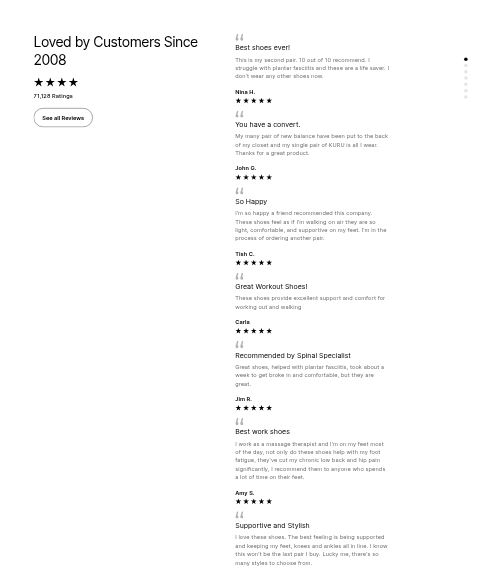 Loved by Customers Since
2008
★★★★
71,128 Ratings
See all Reviews
Best shoes ever!
This is my second pair. 10 out of 10 recommend. I
struggle with plantar fasciitis and these are a life saver. I
don't wear any other shoes now.
Nina H.
★★★★★
You have a convert.
My many pair of new balance have been put to the back
of my closet and my single pair of KURU is all I wear.
Thanks for a great product.
John G.
★★★★★
So Happy
I'm so happy a friend recommended this company.
These shoes feel as if I'm walking on air they are so
light, comfortable, and supportive on my feet. I'm in the
process of ordering another pair.
Tish C.
★★★★★
Great Workout Shoes!
These shoes provide excellent support and comfort for
working out and walking
Carla
★★★★★
Recommended by Spinal Specialist
Great shoes, helped with plantar fasciitis, took about a
week to get broke in and comfortable, but they are
great.
Jim R.
★★★★★
Best work shoes
I work as a massage therapist and I'm on my feet most
of the day, not only do these shoes help with my foot
fatigue, they've cut my chronic low back and hip pain
significantly, I recommend them to anyone who spends
a lot of time on their feet.
Amy S.
★★★★★
Supportive and Stylish
I love these shoes. The best feeling is being supported
and keeping my feet, knees and ankles all in line. I know
this won't be the last pair I buy. Lucky me, there's so
many styles to choose from.